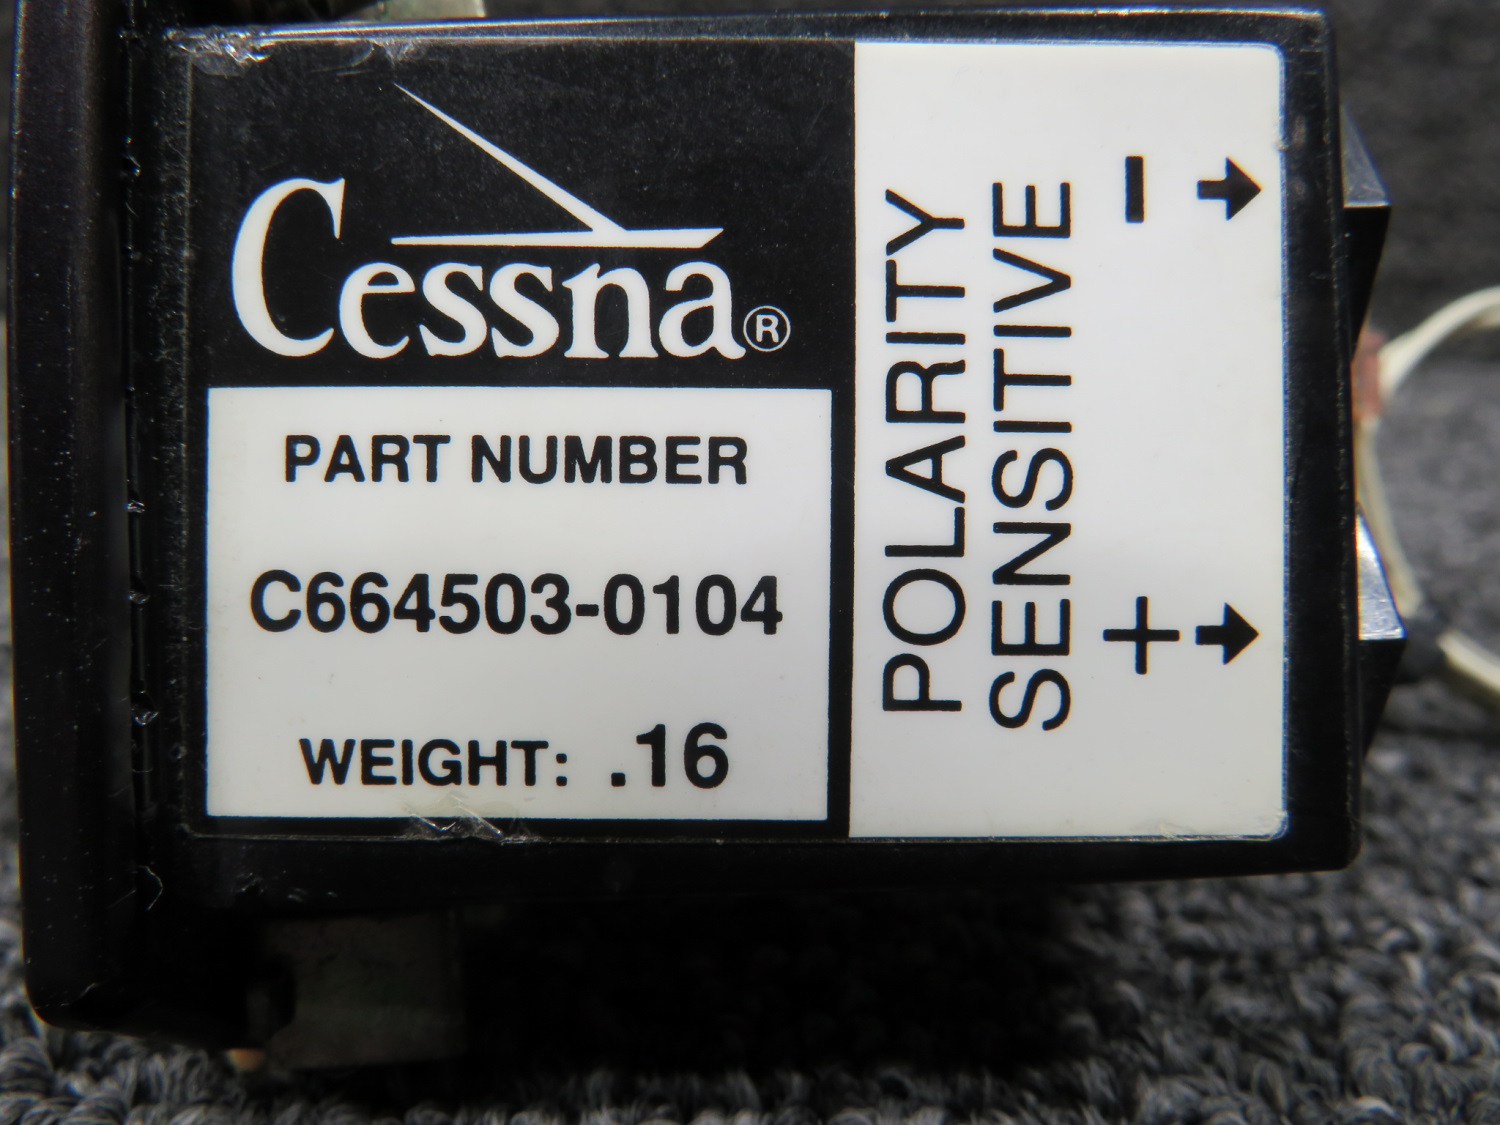 Cessna®
PART NUMBER
C664503-0104
WEIGHT: .16
POLARITY
SENSITIVE
-
+